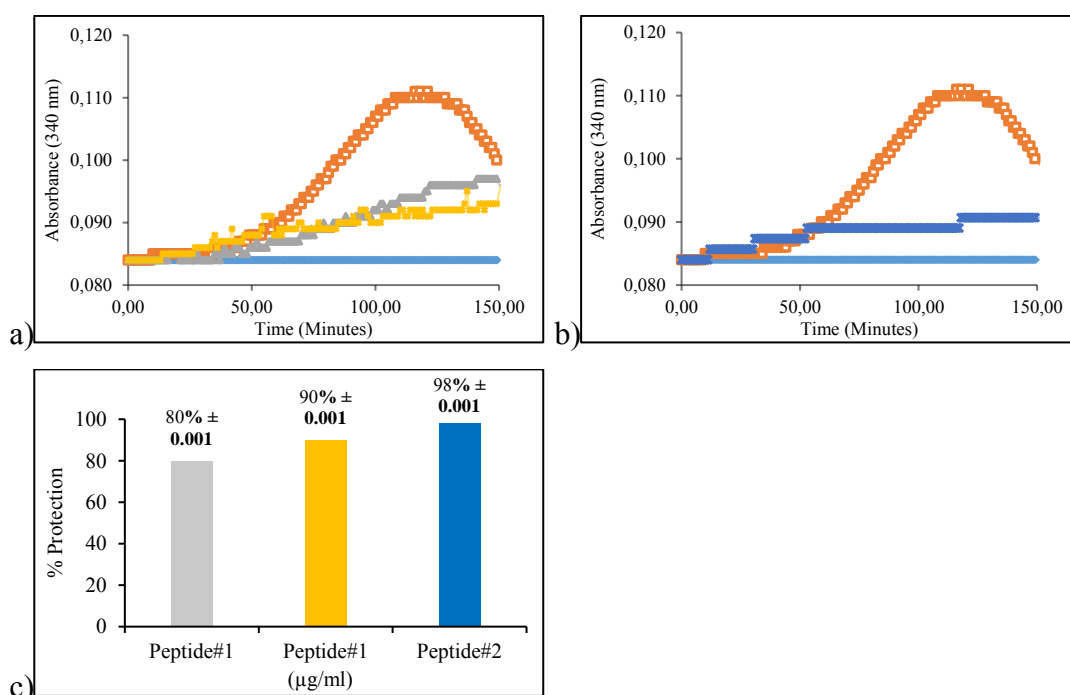 0,120
0,110
0,100
0,090
0,080
Absorbance (340 nm)
0,00
50,00
100,00
150,00
Time (Minutes)
a)
0,120
0,110
0,100
0,090
0,080
Absorbance (340 nm)
0,00
50,00
100,00
150,00
Time (Minutes)
b)
100
80
60
40
20
0
% Protection
80% ±
0.001
90% ±
0.001
98% ±
0.001
Peptide#1
Peptide#1
Peptide#2
(µg/ml)
c)